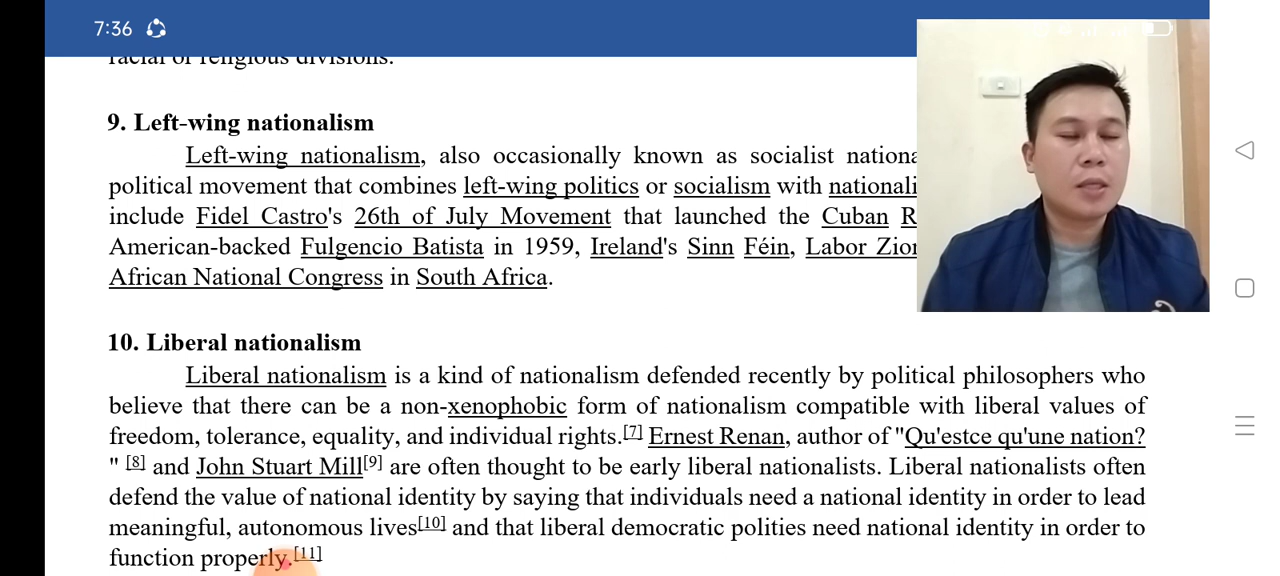 7:36
9. Left-wing nationalism
Left-wing nationalism, also occasionally known as socialist
political movement that combines left-wing politics or socialism with
include Fidel Castro's 26th of July Movement that launched the Cuban
American-backed Fulgencio Batista in 1959, Ireland's Sinn Féin, Labor
African National Congress in South Africa.
10. Liberal nationalism
Liberal nationalism is a kind of nationalism defended recently by political philosophers who
believe that there can be a non-xenophobic form of nationalism compatible with liberal values of
freedom, tolerance, equality, and individual rights.[7] Ernest Renan, author of "Qu'estce qu'une nation?
" [8] and John Stuart Mill[9] are often thought to be early liberal nationalists. Liberal nationalists often
defend the value of national identity by saying that individuals need a national identity in order to lead
meaningful, autonomous lives[10] and that liberal democratic polities need national identity in order to
function properly.[11]